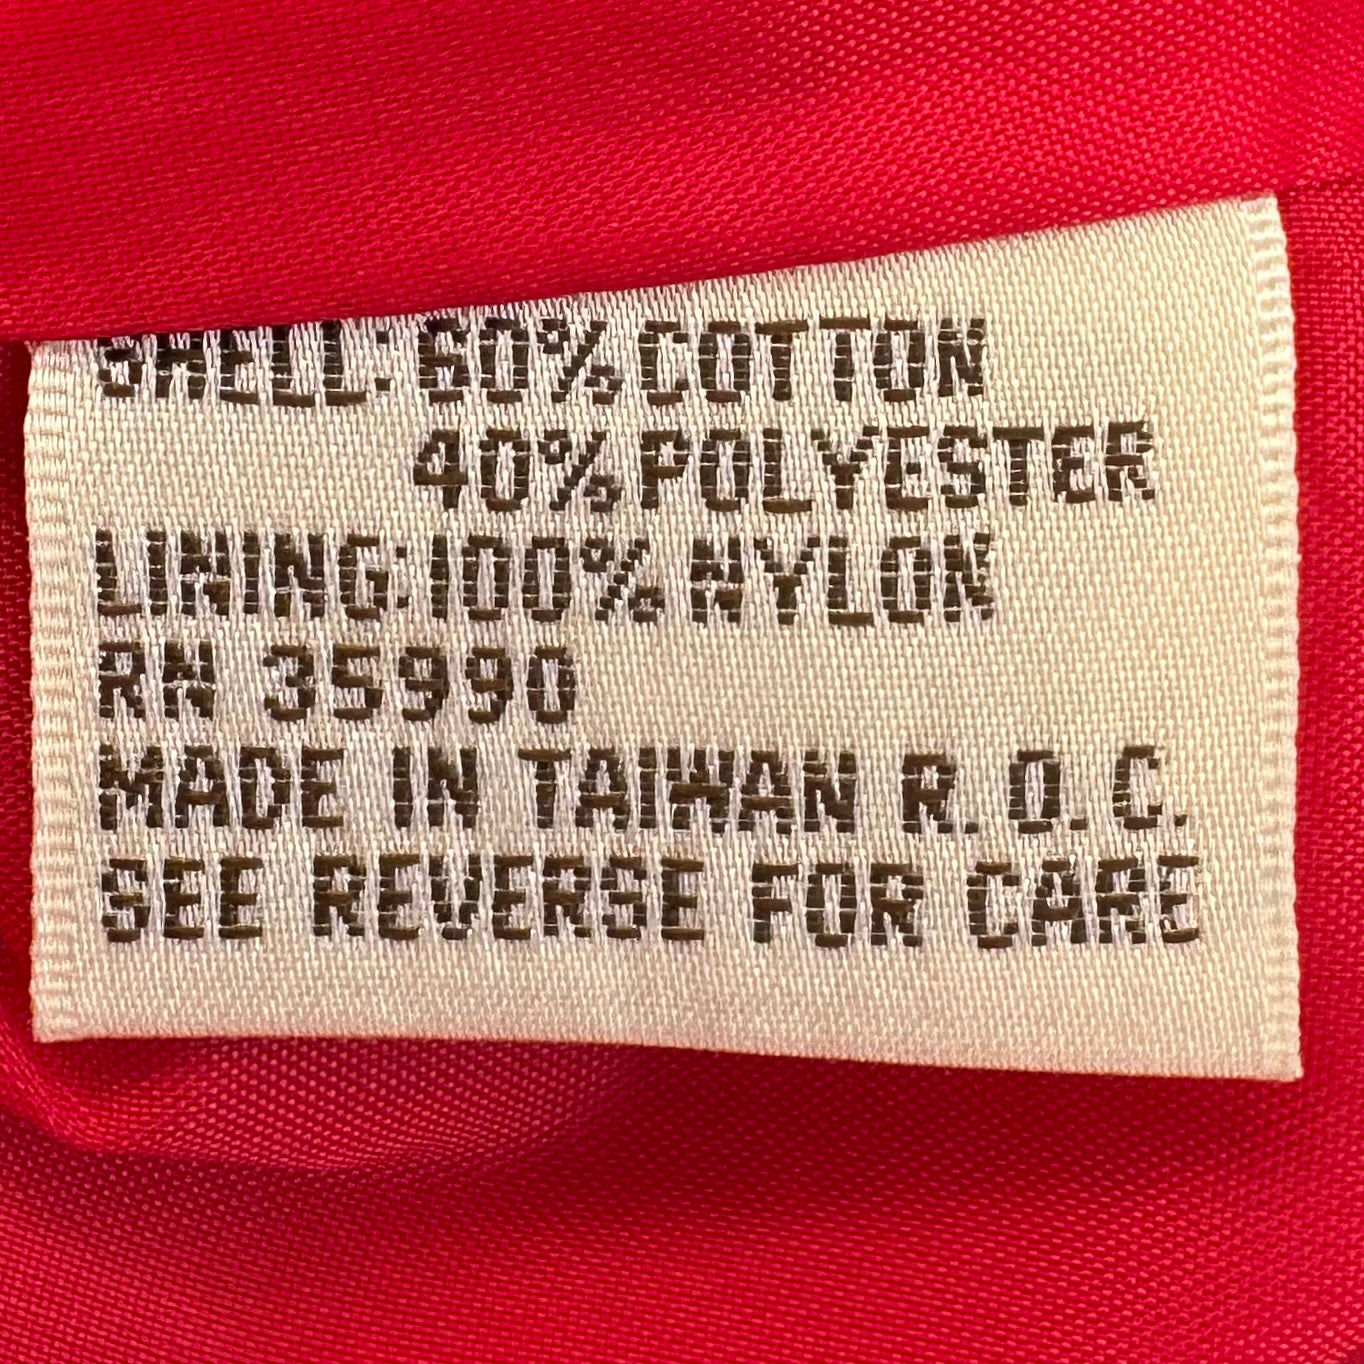 SHELL: 60% COTTON
40% POLYESTER
LINING: 100% NYLON
RN 35990
MADE IN TAIWAN R.O.C.
SEE REVERSE FOR CARE